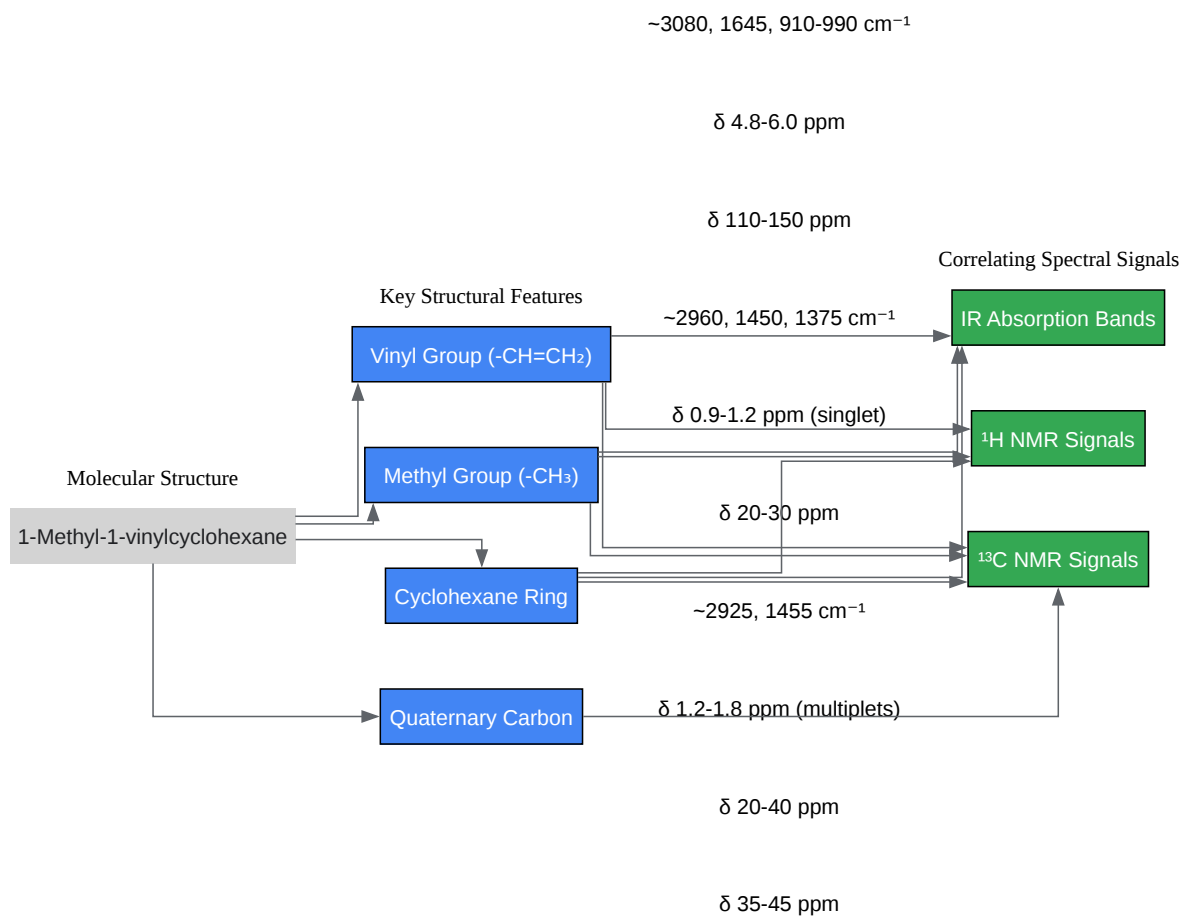 ~3080, 1645, 910-990 cm⁻¹
δ 4.8-6.0 ppm
δ 110-150 ppm
Correlating Spectral Signals
Key Structural Features
~2960, 1450, 1375 cm⁻¹
IR Absorption Bands
Vinyl Group (-CH=CH₂)
δ 0.9-1.2 ppm (singlet)
¹H NMR Signals
Molecular Structure
Methyl Group (-CH₃)
δ 20-30 ppm
1-Methyl-1-vinylcyclohexane
¹³C NMR Signals
Cyclohexane Ring
~2925, 1455 cm⁻¹
Quaternary Carbon
δ 1.2-1.8 ppm (multiplets)
δ 20-40 ppm
δ 35-45 ppm